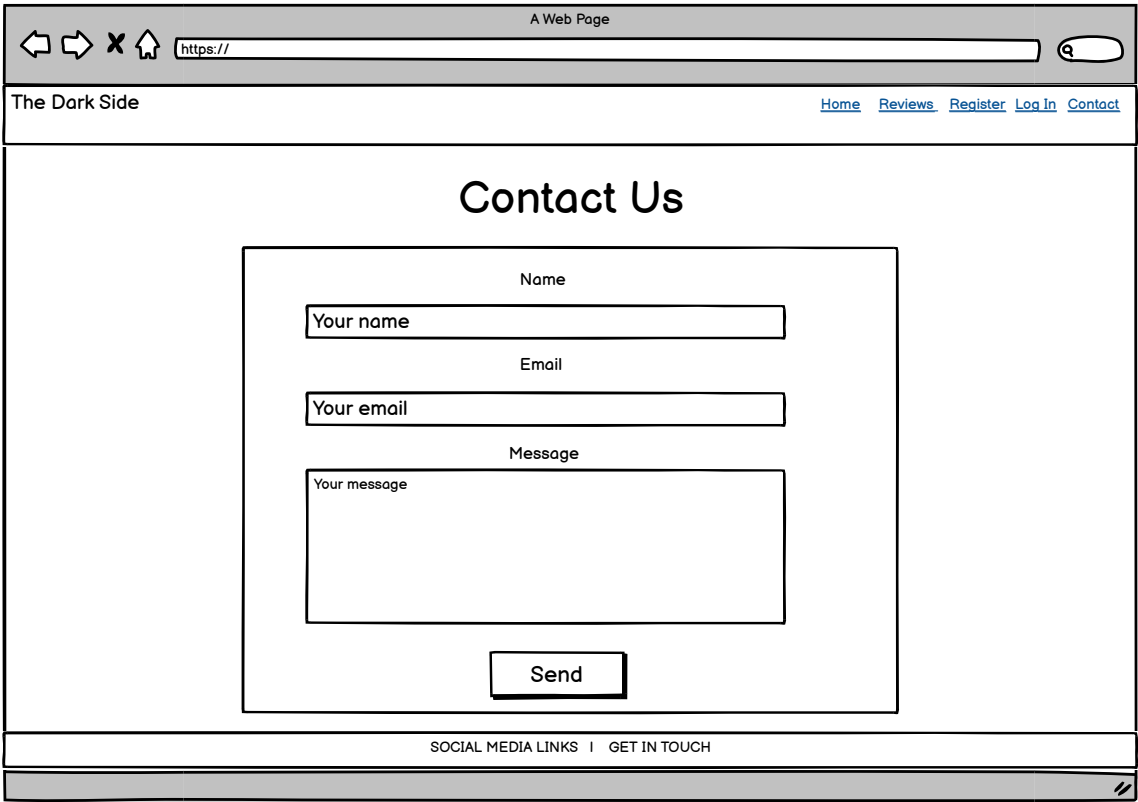 A Web Page
https://
The Dark Side
Home Reviews Register Log In Contact
Contact Us
Name
Your name
Email
Your email
Message
Your message
Send
SOCIAL MEDIA LINKS | GET IN TOUCH